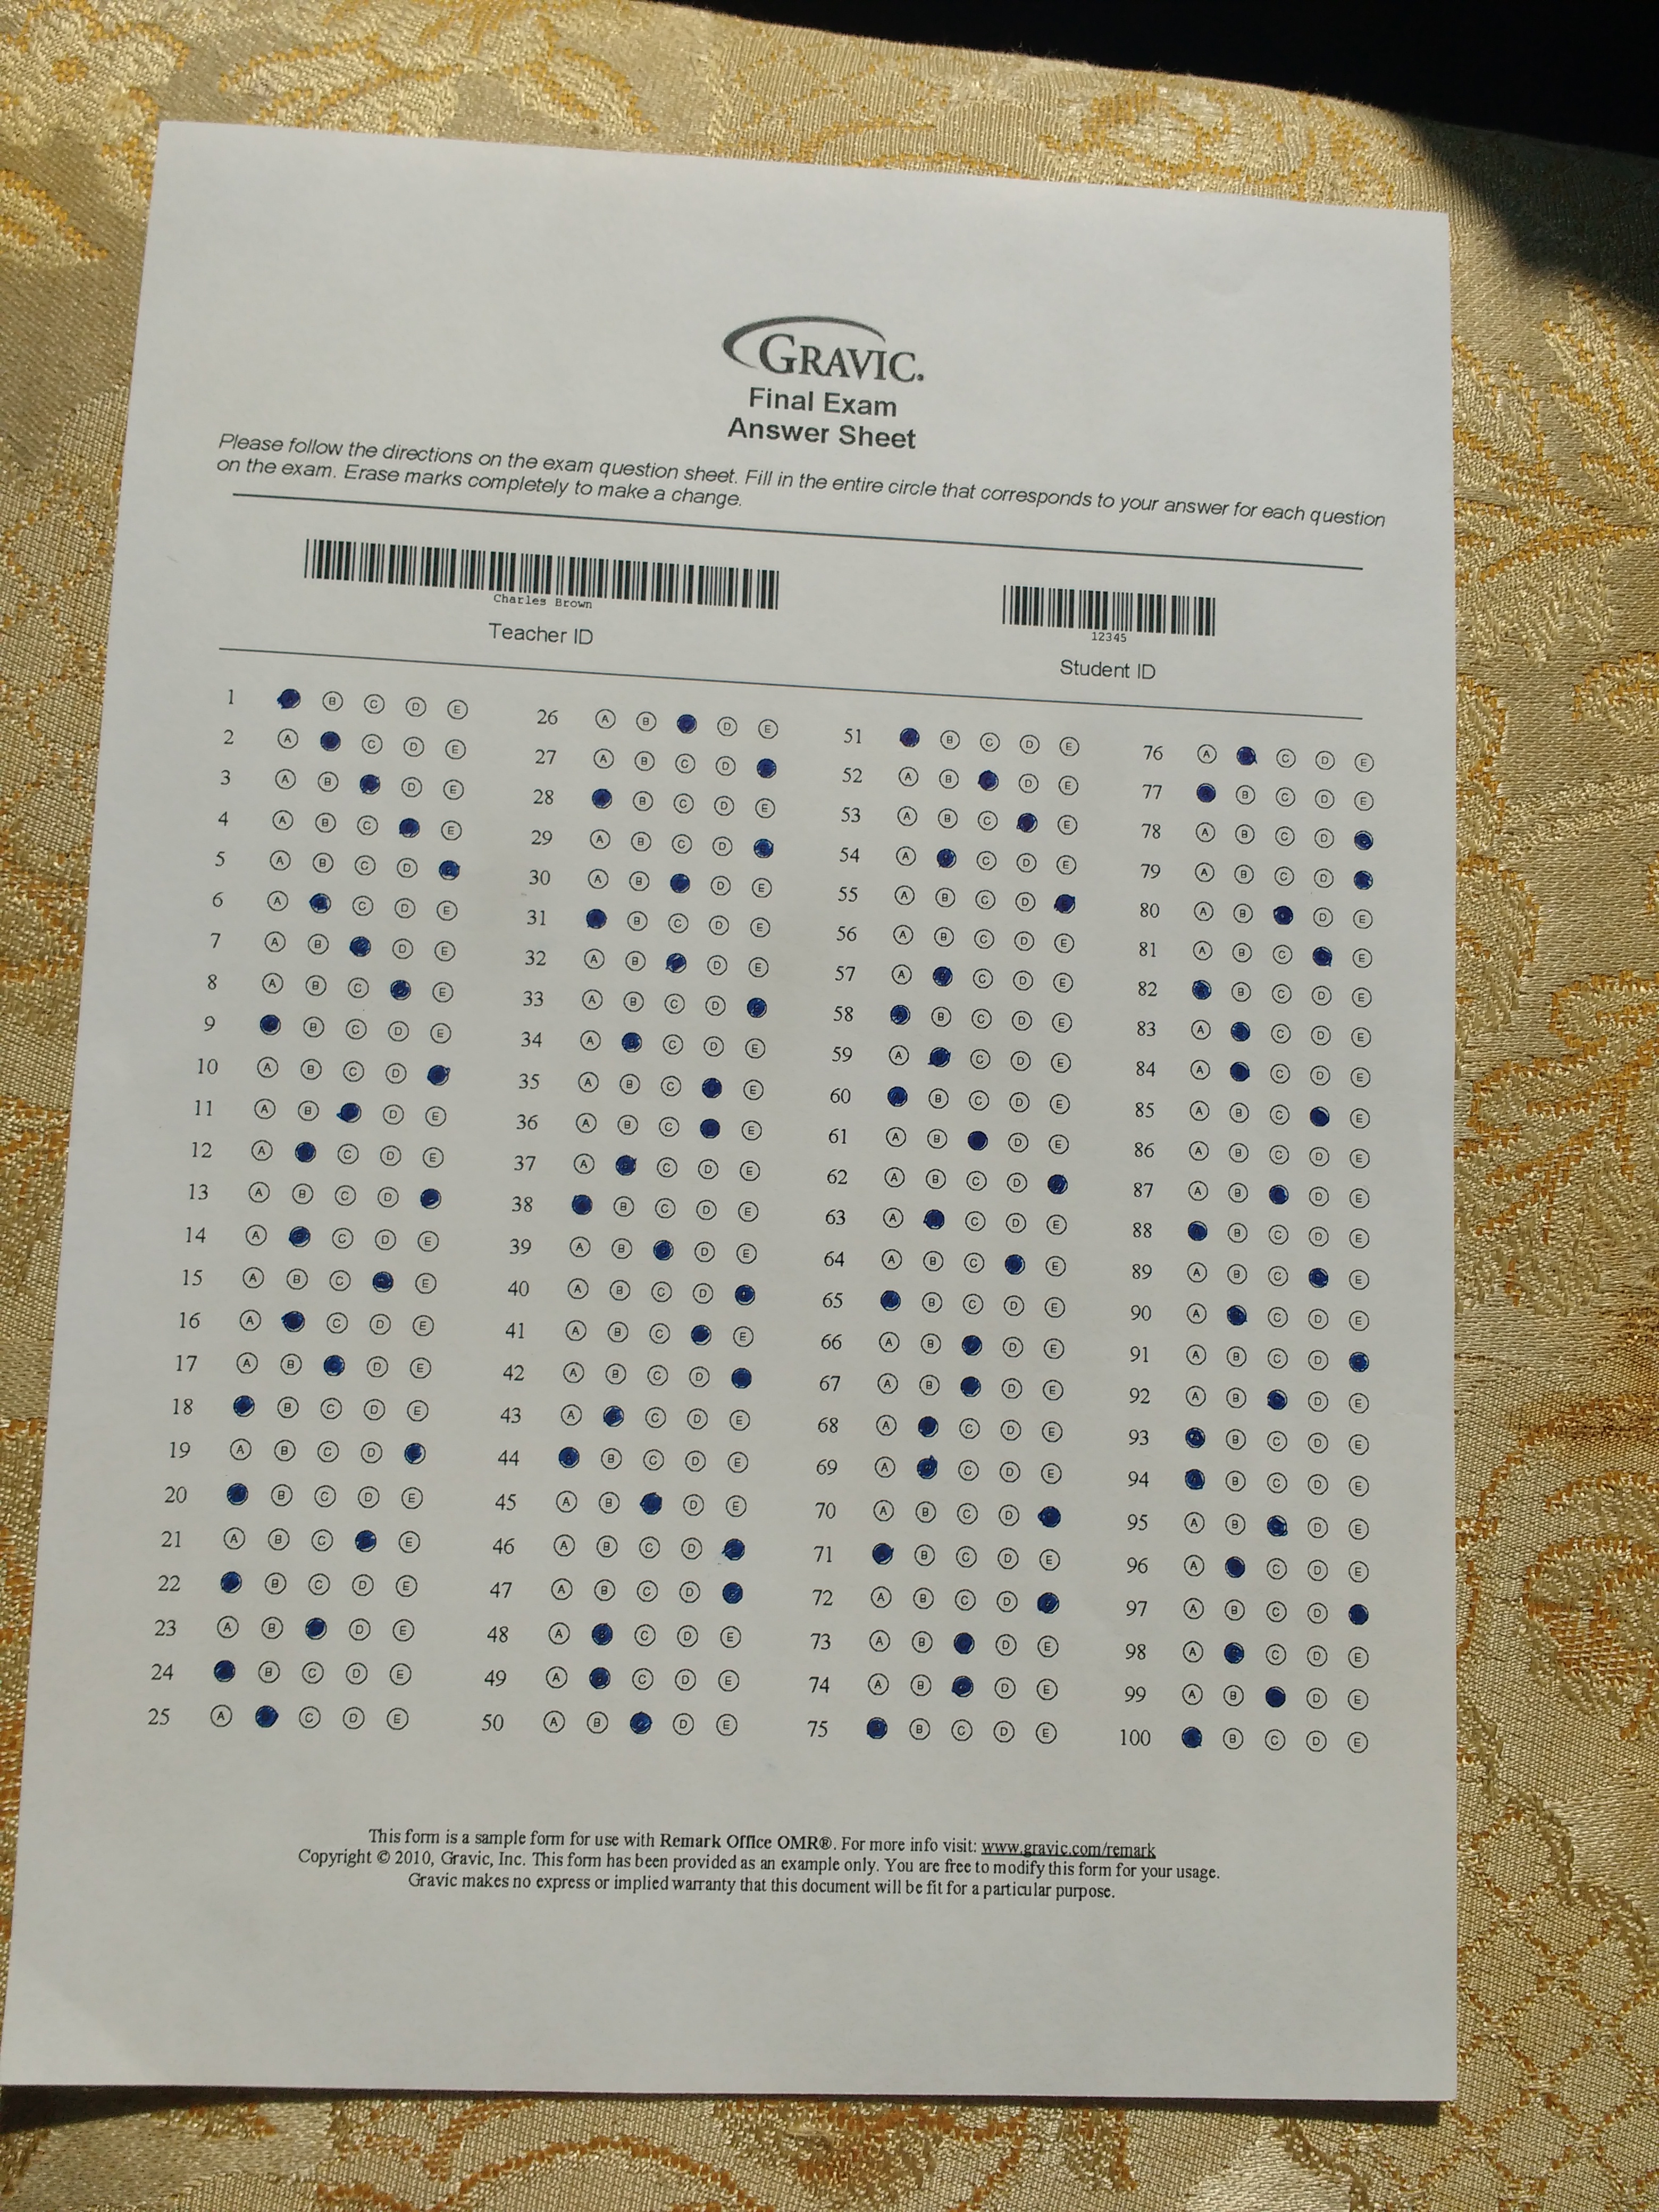 GRAVIC.
Final Exam
Answer Sheet
Please follow the directions on the exam question sheet. Fill in the entire circle that corresponds to your answer for each question
on the exam. Erase marks completely to make a change.
Charles Brown
12345
Teacher ID
Student ID
1 B C D E
2 A C D E
3 A B D E
4 A B C E
5 A B C D
6 A C D E
7 A B D E
8 A B C E
9 B C D E
10 A B C D
11 A B D E
12 A C D E
13 A B C D
14 A C D E
15 A B C E
16 A C D E
17 A B D E
18 B C D E
19 A B C D
20 B C D E
21 A B C E
22 B C D E
23 A B D E
24 B C D E
25 A C D E
26 A B D E
27 A B C D
28 B C D E
29 A B C D
30 A B D E
31 B C D E
32 A B D E
33 A B C D
34 A C D E
35 A B C E
36 A B C E
37 A C D E
38 B C D E
39 A B D E
40 A B C D
41 A B C E
42 A B C D
43 A C D E
44 B C D E
45 A B D E
46 A B C D
47 A B C D
48 A C D E
49 A C D E
50 A B D E
51 B C D E
52 A B D E
53 A B C E
54 A C D E
55 A B C D
56 A B C D E
57 A C D E
58 B C D E
59 A C D E
60 B C D E
61 A B D E
62 A B C D
63 A C D E
64 A B C E
65 B C D E
66 A B D E
67 A B D E
68 A C D E
69 A C D E
70 A B C D
71 B C D E
72 A B C D
73 A B D E
74 A B D E
75 B C D E
76 A C D E
77 B C D E
78 A B C D
79 A B C D
80 A B D E
81 A B C E
82 B C D E
83 A C D E
84 A C D E
85 A B C E
86 A B C D E
87 A B D E
88 B C D E
89 A B C E
90 A C D E
91 A B C D
92 A B D E
93 B C D E
94 B C D E
95 A B D E
96 A C D E
97 A B C D
98 A C D E
99 A B D E
100 B C D E
This form is a sample form for use with Remark Office OMR®. For more info visit: www.gravic.com/remark
Copyright © 2010, Gravic, Inc. This form has been provided as an example only. You are free to modify this form for your usage.
Gravic makes no express or implied warranty that this document will be fit for a particular purpose.